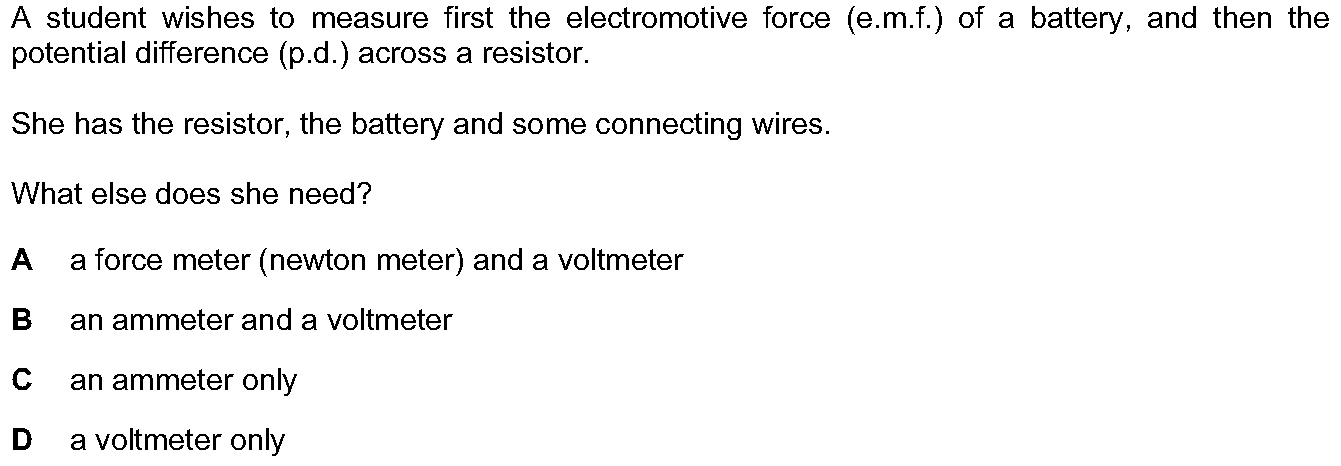 A student wishes to measure first the electromotive force (e.m.f.) of a battery, and then the
potential difference (p.d.) across a resistor.
She has the resistor, the battery and some connecting wires.
What else does she need?
A a force meter (newton meter) and a voltmeter
B an ammeter and a voltmeter
C an ammeter only
D a voltmeter only